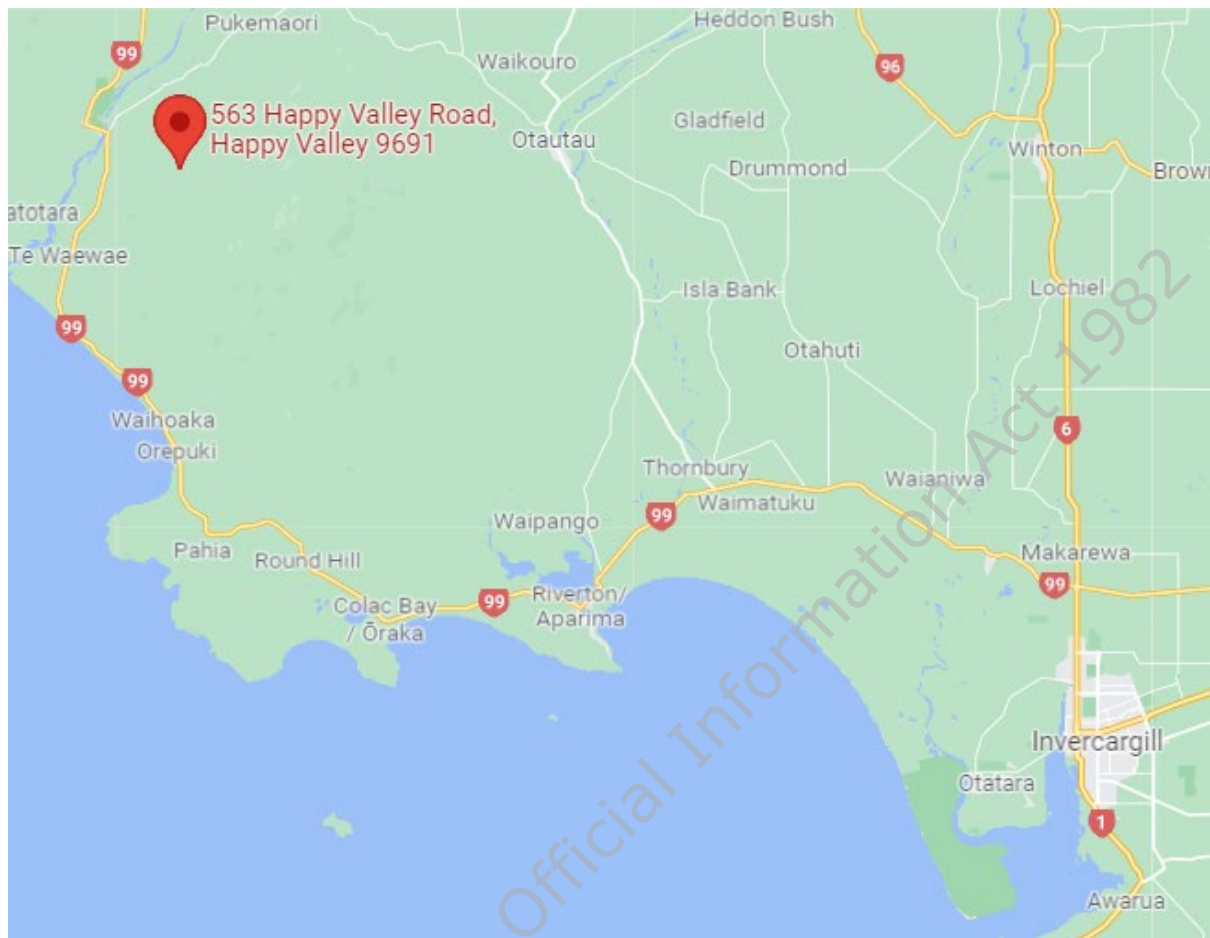 Pukemaori
Heddon Bush
99
Waikouro
96
563 Happy Valley Road,
Happy Valley 9691
Gladfield
Otautau
Winton
Drummond
Brown
atotara
Te Waewae
Isla Bank
Lochiel
99
Otahuti
99
Waihoaka
6
Orepuki
Thornbury
Waianiwa
Waimatuku
99
Waipango
Pahia
Round Hill
Makarewa
99
99
Riverton/
Aparima
Colac Bay
/ Ōraka
Invercargill
Otatara
1
Awarua
Official Information Act 1982